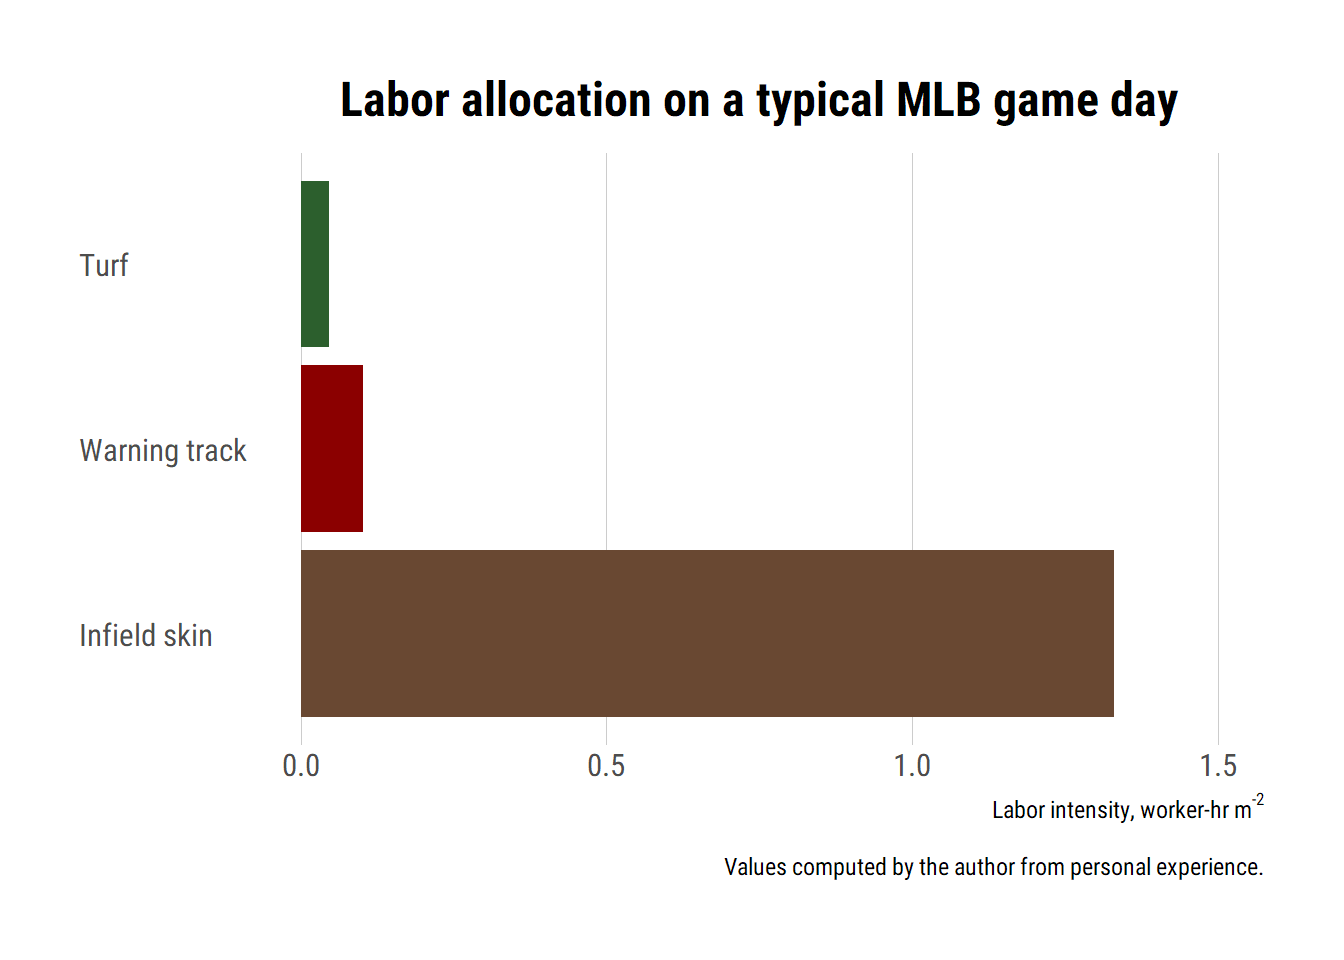 Labor allocation on a typical MLB game day
Turf
Warning track
Infield skin
0.0 0.5 1.0 1.5
Labor intensity, worker-hr m⁻²
Values computed by the author from personal experience.